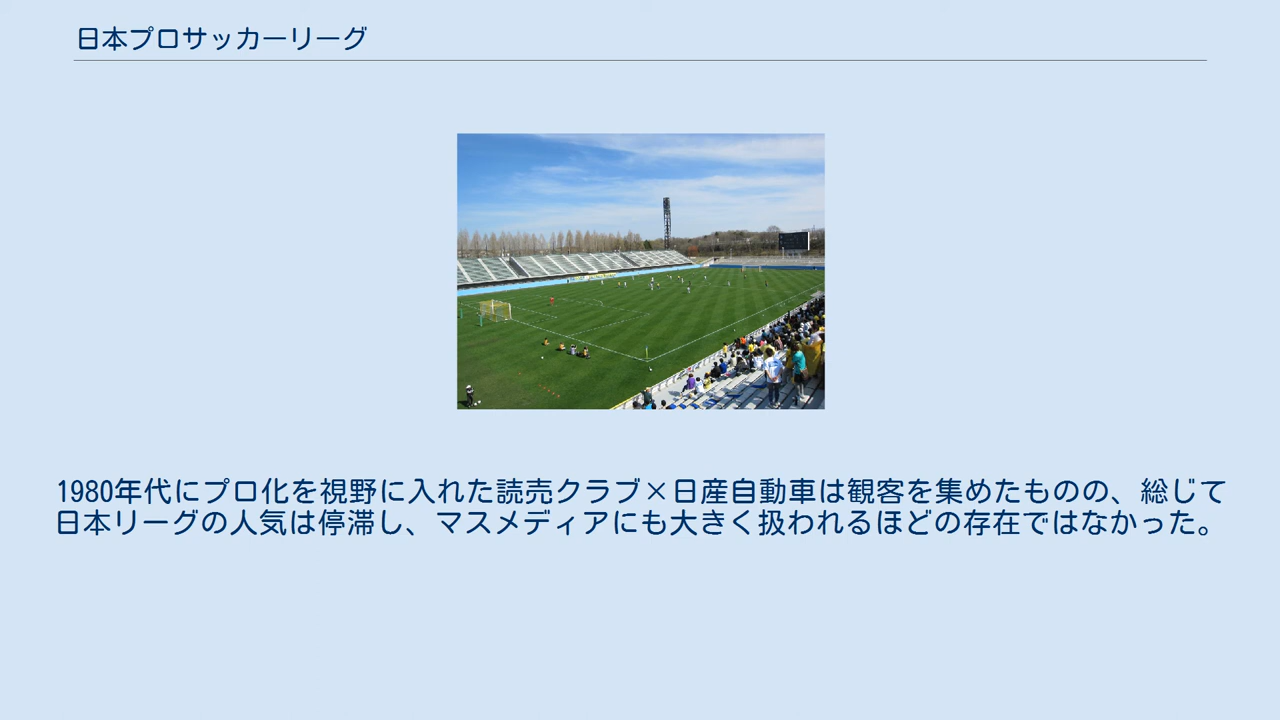 日本プロサッカーリーグ
1980年代にプロ化を視野に入れた読売クラブ×日産自動車は観客を集めたものの、総じて
日本リーグの人気は停滞し、マスメディアにも大きく扱われるほどの存在ではなかった。